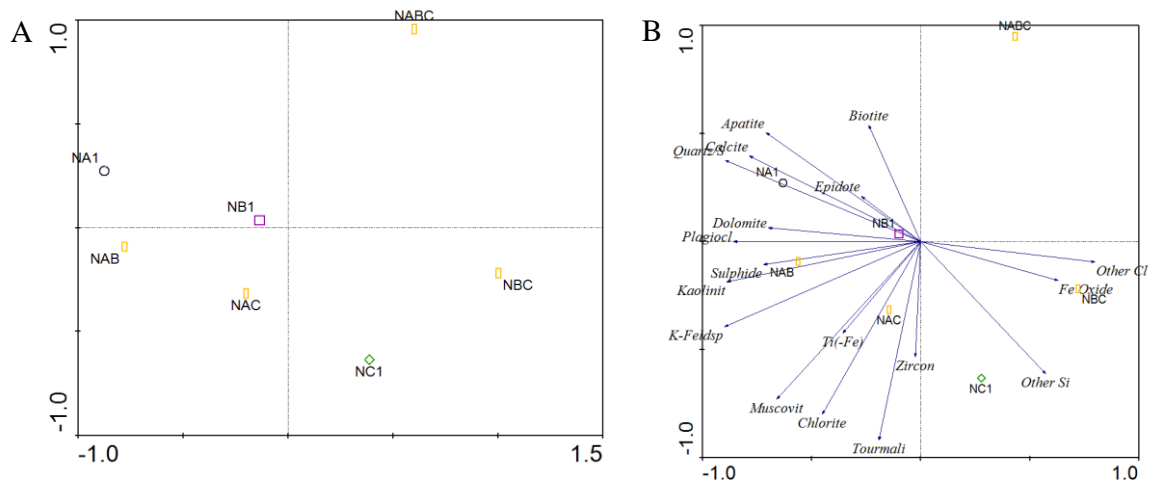 A
1.0
NABC
NA1
NB1
NAB
NAC
NBC
NC1
-1.0
-1.0
1.5
B
1.0
NABC
Biotite
Apatite
Calcite
Quartz/S
NA1
Epidote
NB1
Dolomite
Plagiocl
Sulphide
NAB
Kaolinit
Other Cl
Fe Oxide
NBC
NAC
K-Feldsp
Ti(-Fe)
Zircon
NC1
Other Si
Muscovit
Chlorite
Tourmali
-1.0
-1.0
1.0